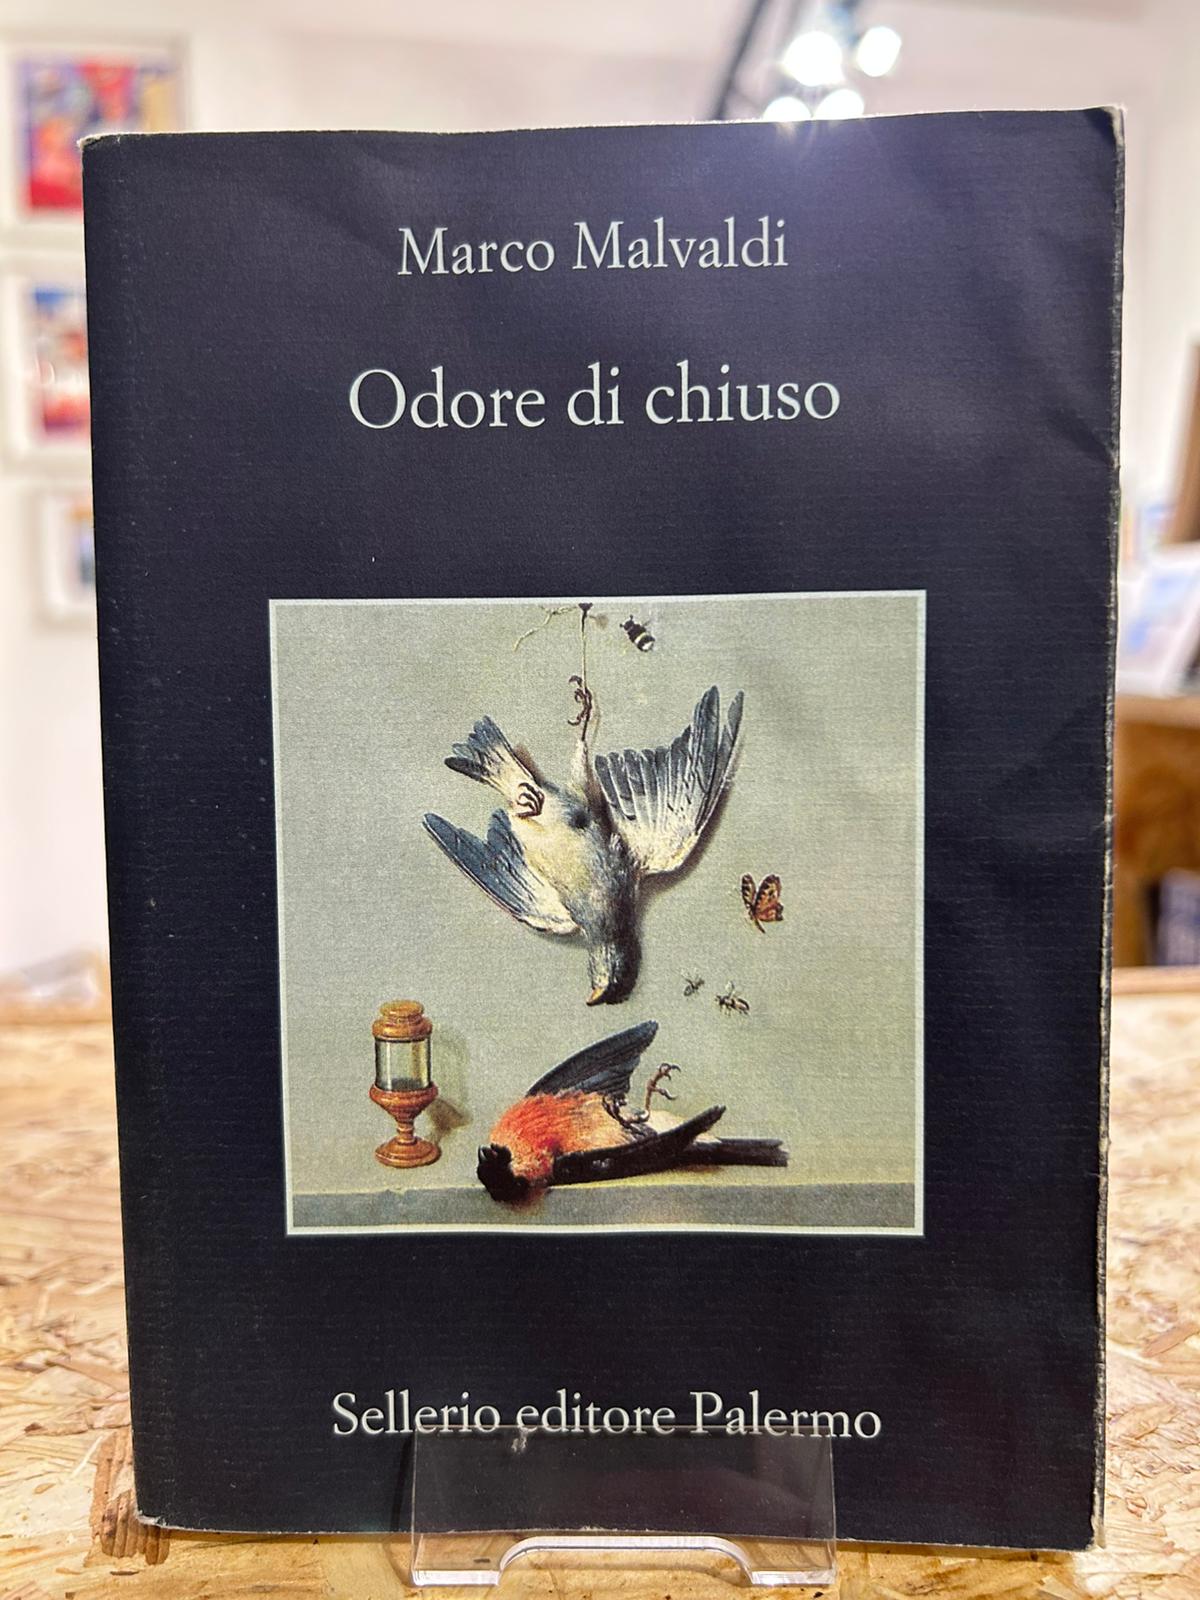 Marco Malvaldi
Odore di chiuso
Sellerio editore Palermo